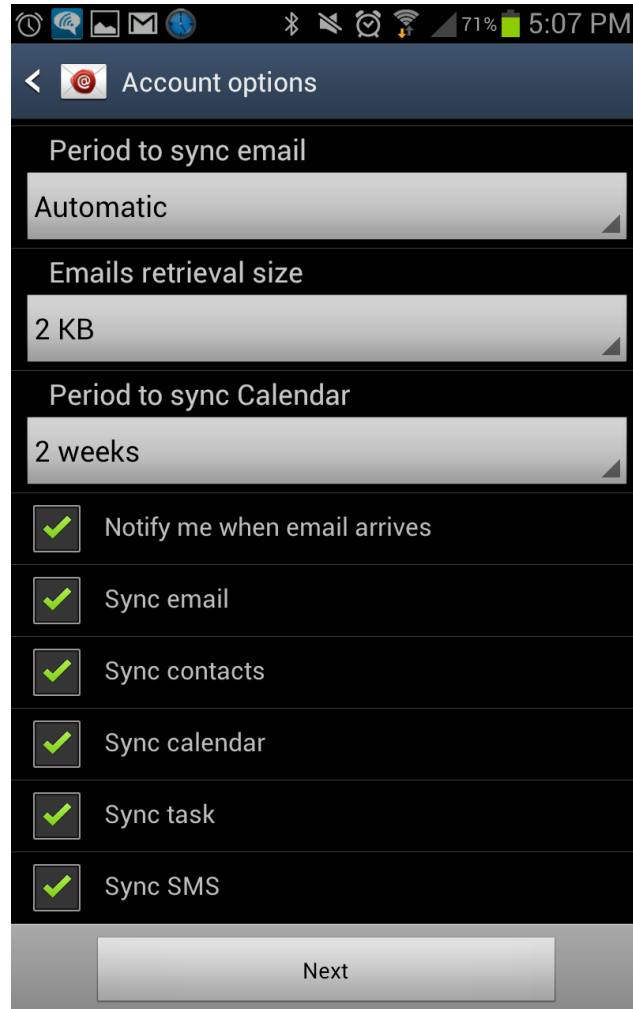 71% 5:07 PM
Account options
Period to sync email
Automatic
Emails retrieval size
2 KB
Period to sync Calendar
2 weeks
Notify me when email arrives
Sync email
Sync contacts
Sync calendar
Sync task
Sync SMS
Next